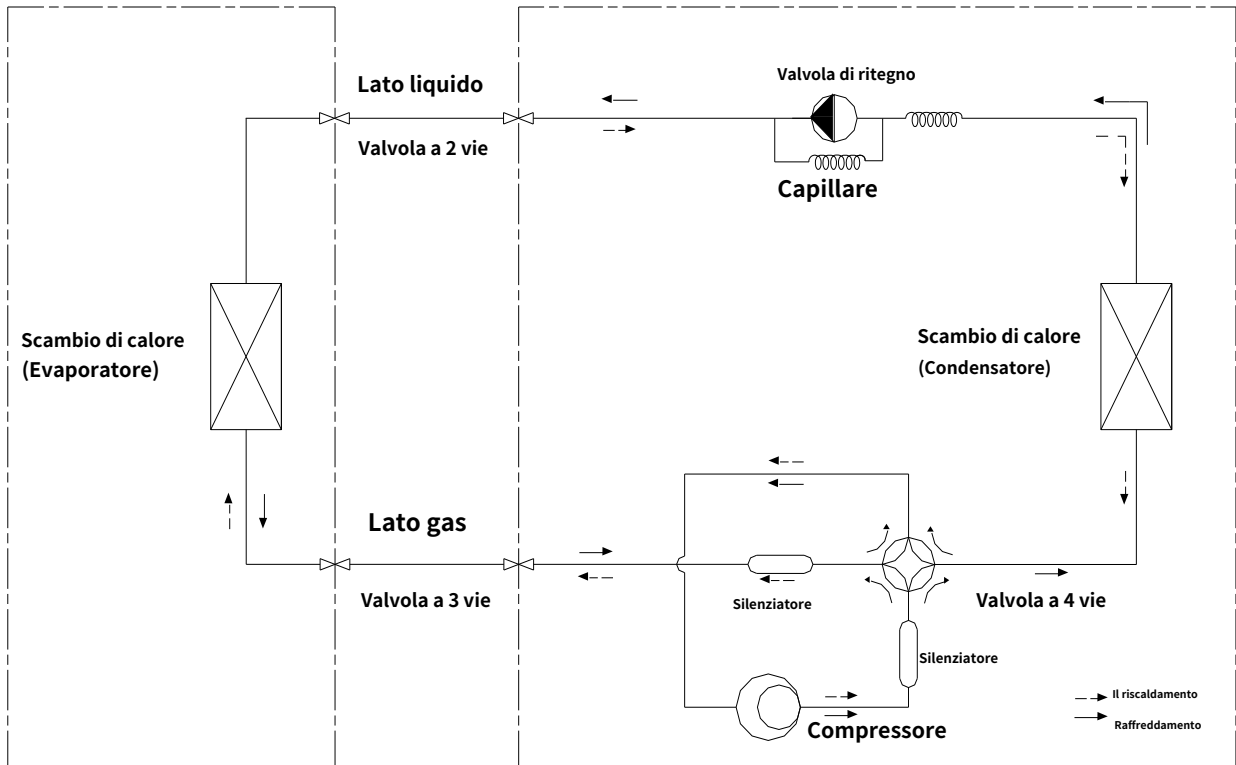 Valvola di ritegno
Lato liquido
Valvola a 2 vie
Capillare
Scambio di calore
(Evaporatore)
Scambio di calore
(Condensatore)
Lato gas
Valvola a 3 vie
Silenziatore
Valvola a 4 vie
Silenziatore
Compressore
Il riscaldamento
Raffreddamento